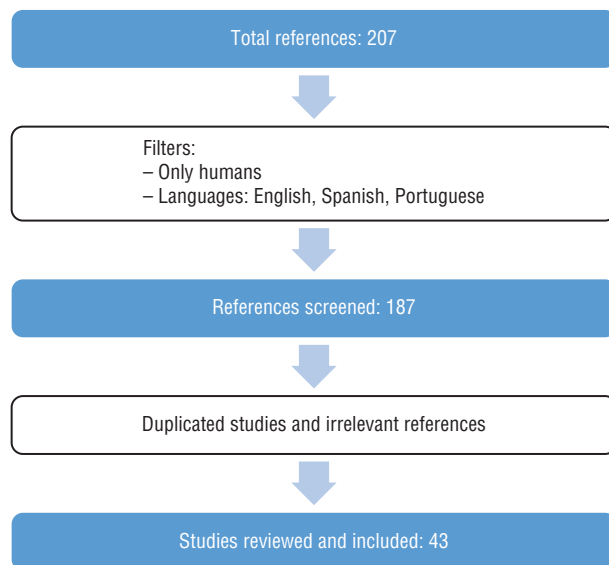 Total references: 207
Filters:
– Only humans
– Languages: English, Spanish, Portuguese
References screened: 187
Duplicated studies and irrelevant references
Studies reviewed and included: 43